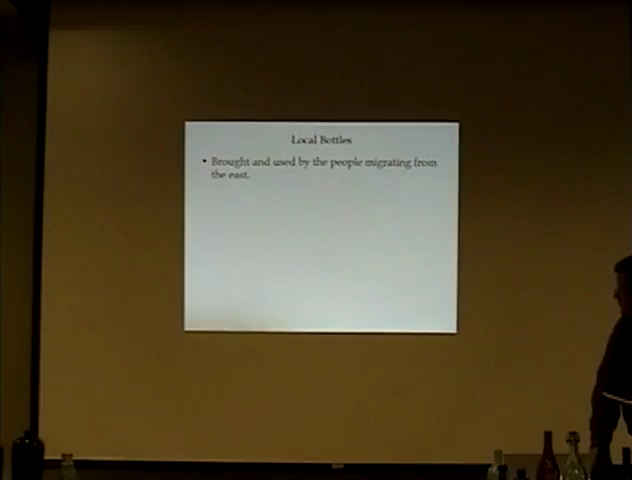 Local Bottles
• Brought and used by the people migrating from
the east.